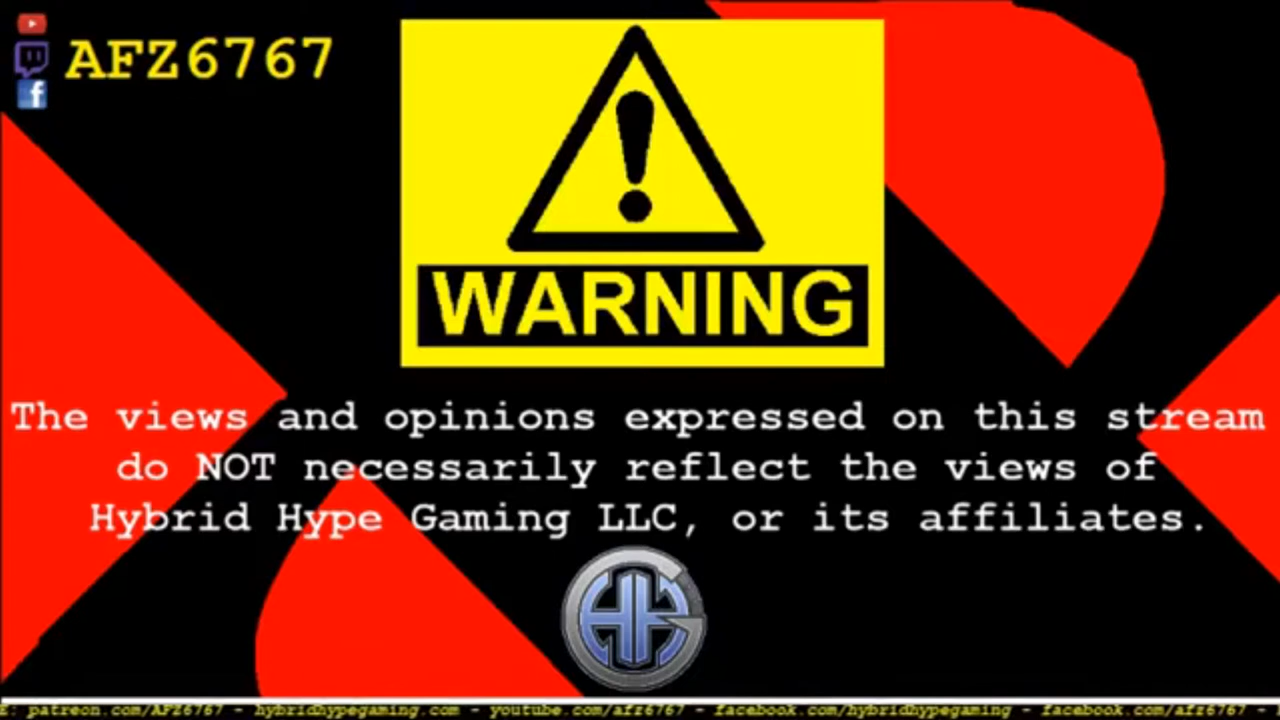 AFZ6767
WARNING
The views and opinions expressed on this stream
do NOT necessarily reflect the views of
Hybrid Hype Gaming LLC, or its affiliates.
patreon.com/AFZ6767 - hybridhypegaming.com - youtube.com/afz6767 - facebook.com/hybridhypegaming - facebook.com/afz6767 -